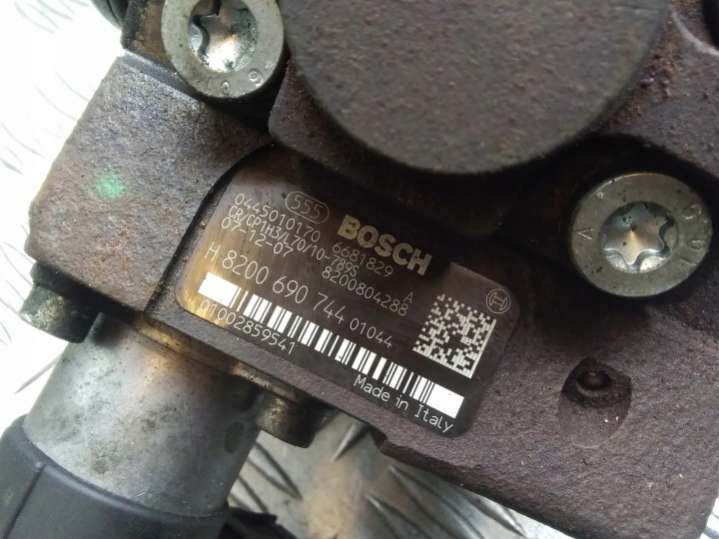 555 BOSCH
0445010170 6681829
CR/CP1H3/L70/10-789S
07-12-07 8200804288 A
H 8200 690 744 01044
01002859541
Made in Italy